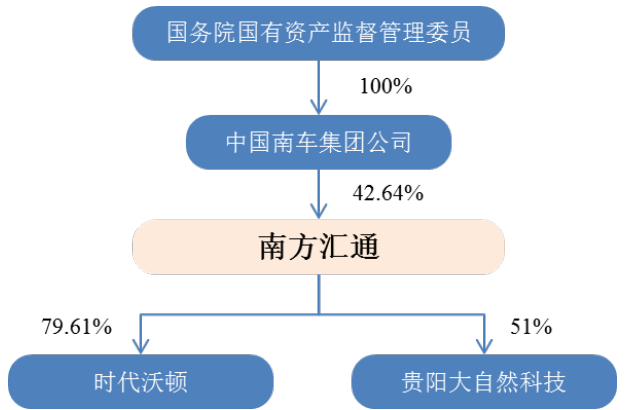 国务院国有资产监督管理委员
100%
中国南车集团公司
42.64%
南方汇通
79.61%
51%
时代沃顿
贵阳大自然科技